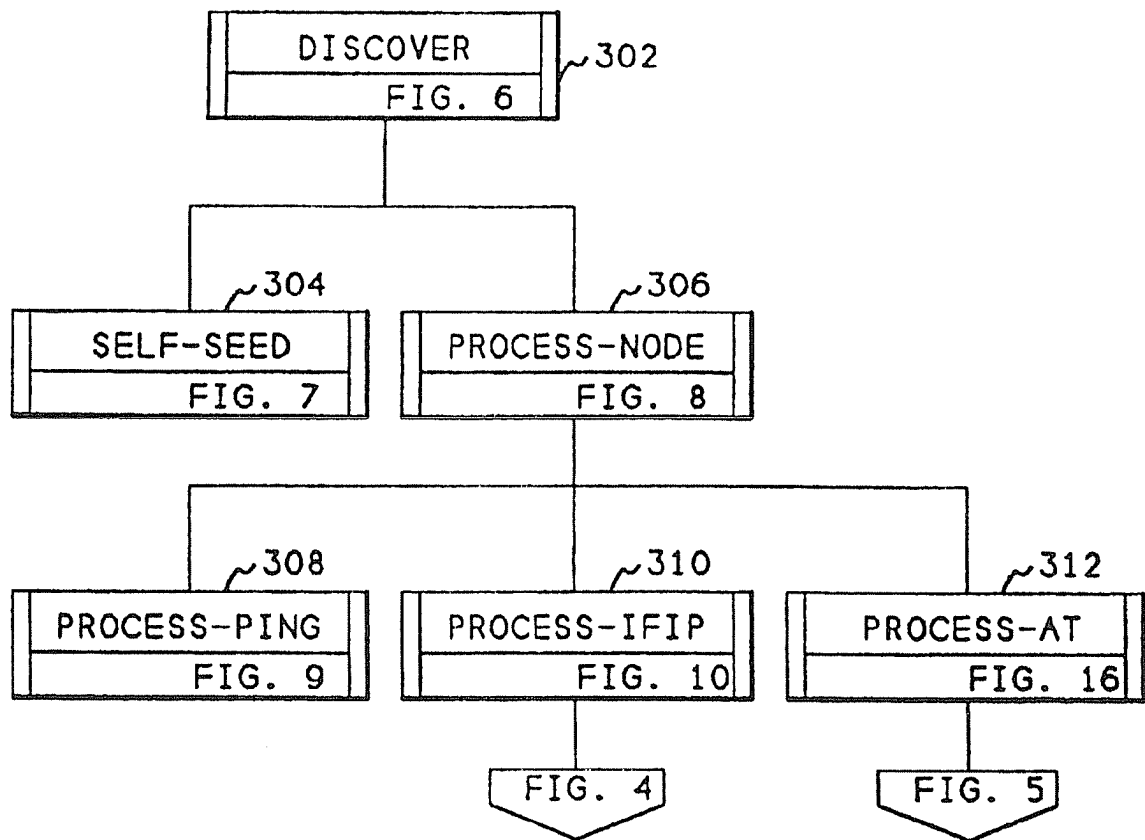 DISCOVER
302
FIG. 6
304
306
SELF-SEED
PROCESS-NODE
FIG. 7
FIG. 8
308
310
312
PROCESS-PING
PROCESS-IFIP
PROCESS-AT
FIG. 9
FIG. 10
FIG. 16
FIG. 4
FIG. 5